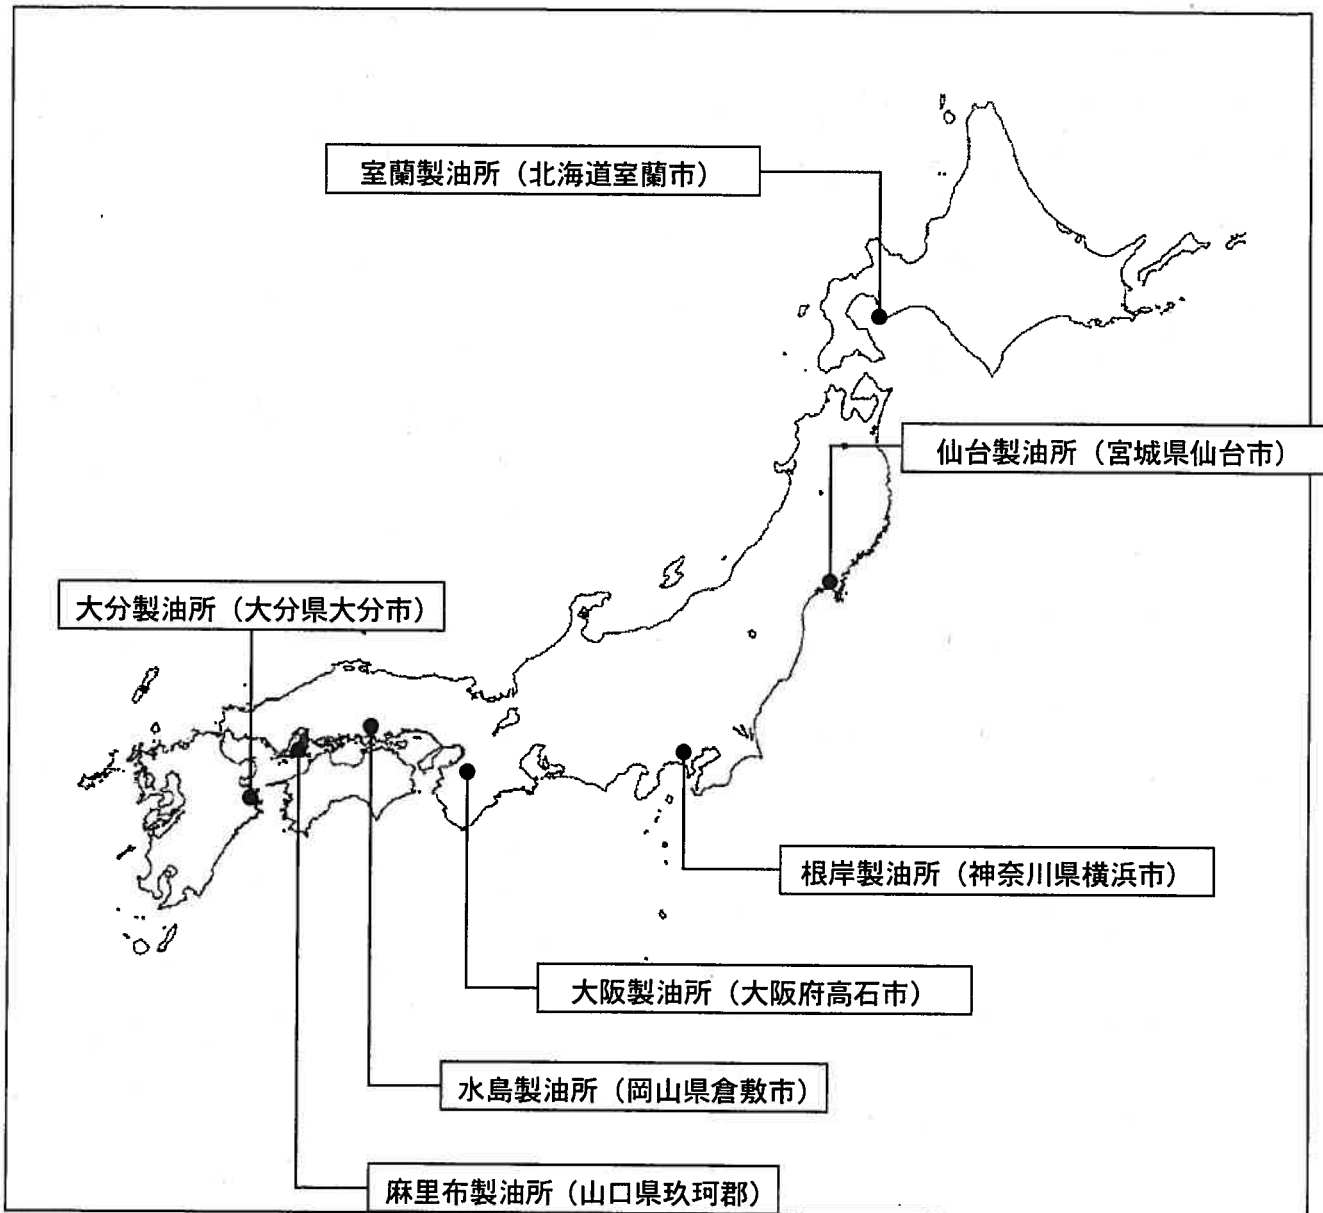 室蘭製油所（北海道室蘭市）
仙台製油所（宮城県仙台市）
大分製油所（大分県大分市）
根岸製油所（神奈川県横浜市）
大阪製油所（大阪府高石市）
水島製油所（岡山県倉敷市）
麻里布製油所（山口県玖珂郡）